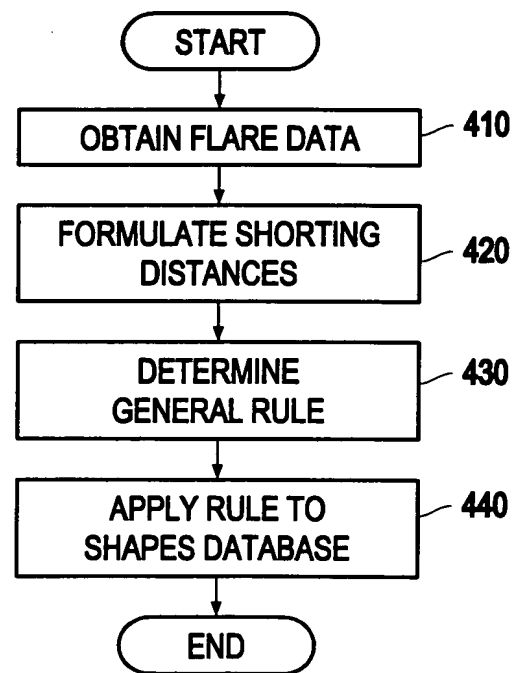 START
OBTAIN FLARE DATA
410
FORMULATE SHORTING
DISTANCES
420
DETERMINE
GENERAL RULE
430
APPLY RULE TO
SHAPES DATABASE
440
END